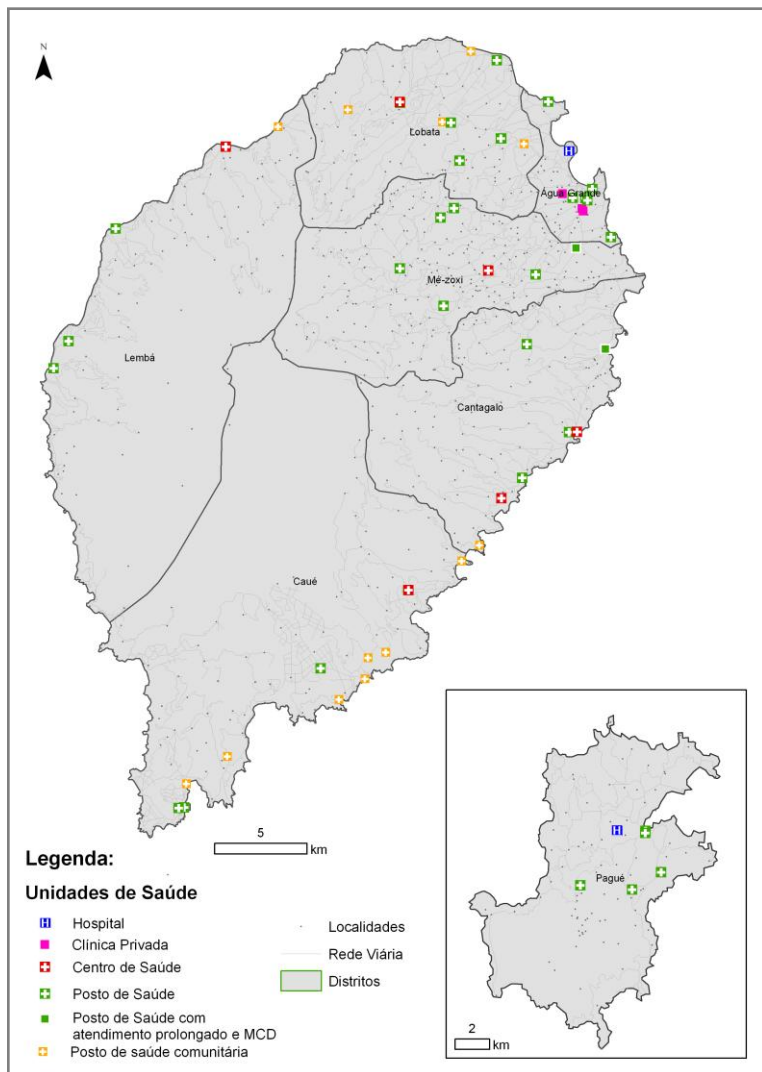 N
Lobata
H
Água Grande
Mé-zoxi
Lembá
Cantagalo
Caué
5
km
Legenda:
Unidades de Saúde
H Hospital
Clínica Privada
Centro de Saúde
Posto de Saúde
Posto de Saúde com
atendimento prolongado e MCD
Posto de saúde comunitária
Localidades
Rede Viária
Distritos
H
Pagué
2
km